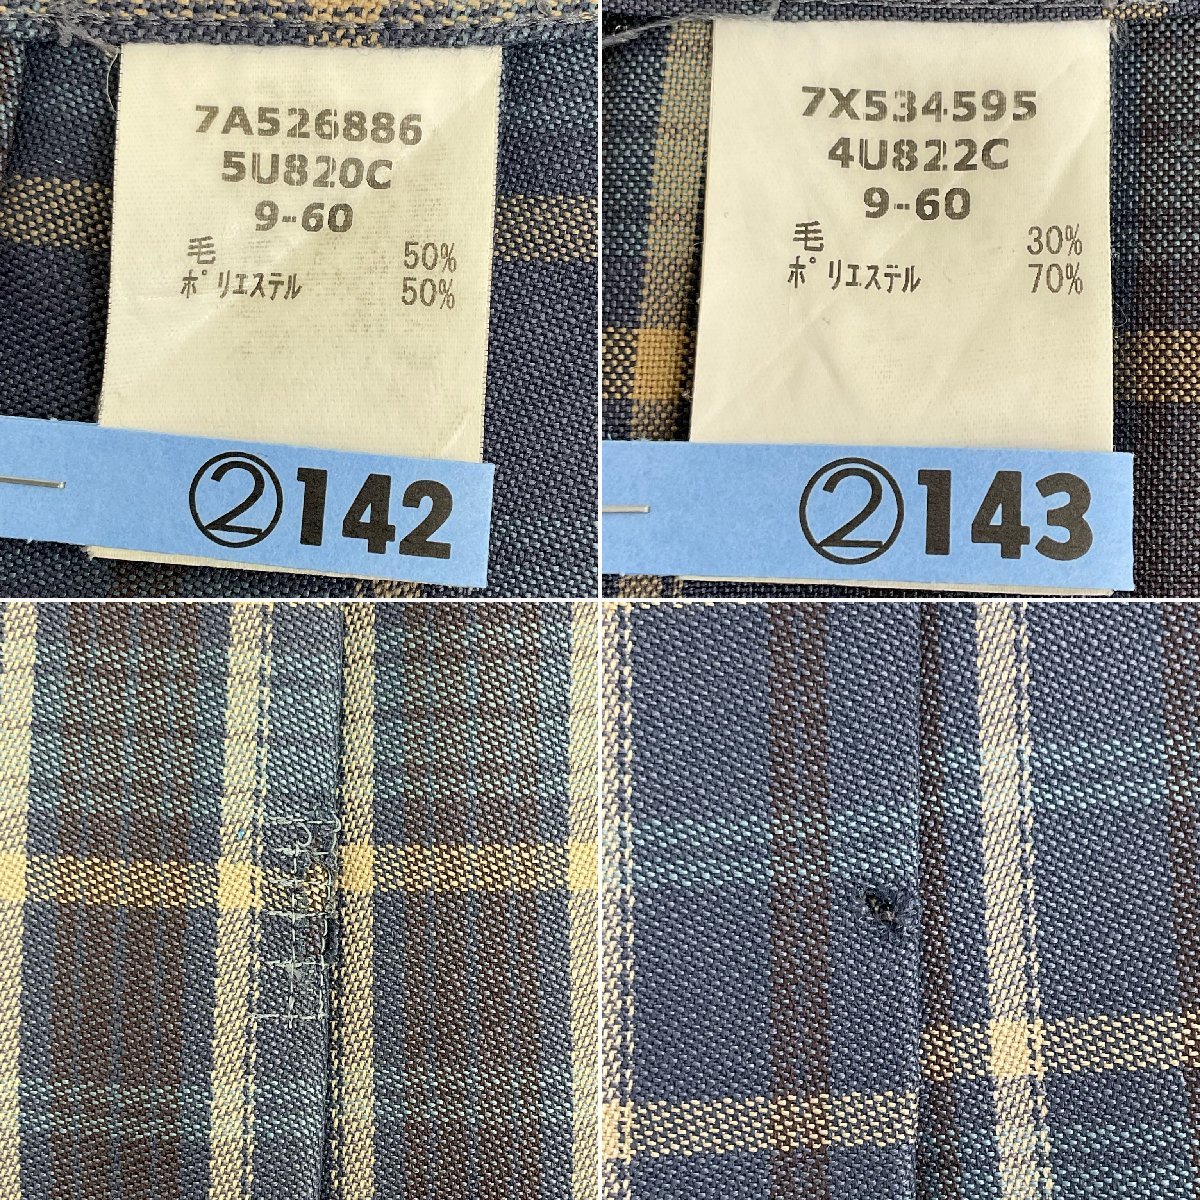 7A526886
5U820C
9-60
毛 50%
ポリエステル 50%
②142
7X534595
4U822C
9-60
毛 30%
ポリエステル 70%
②143